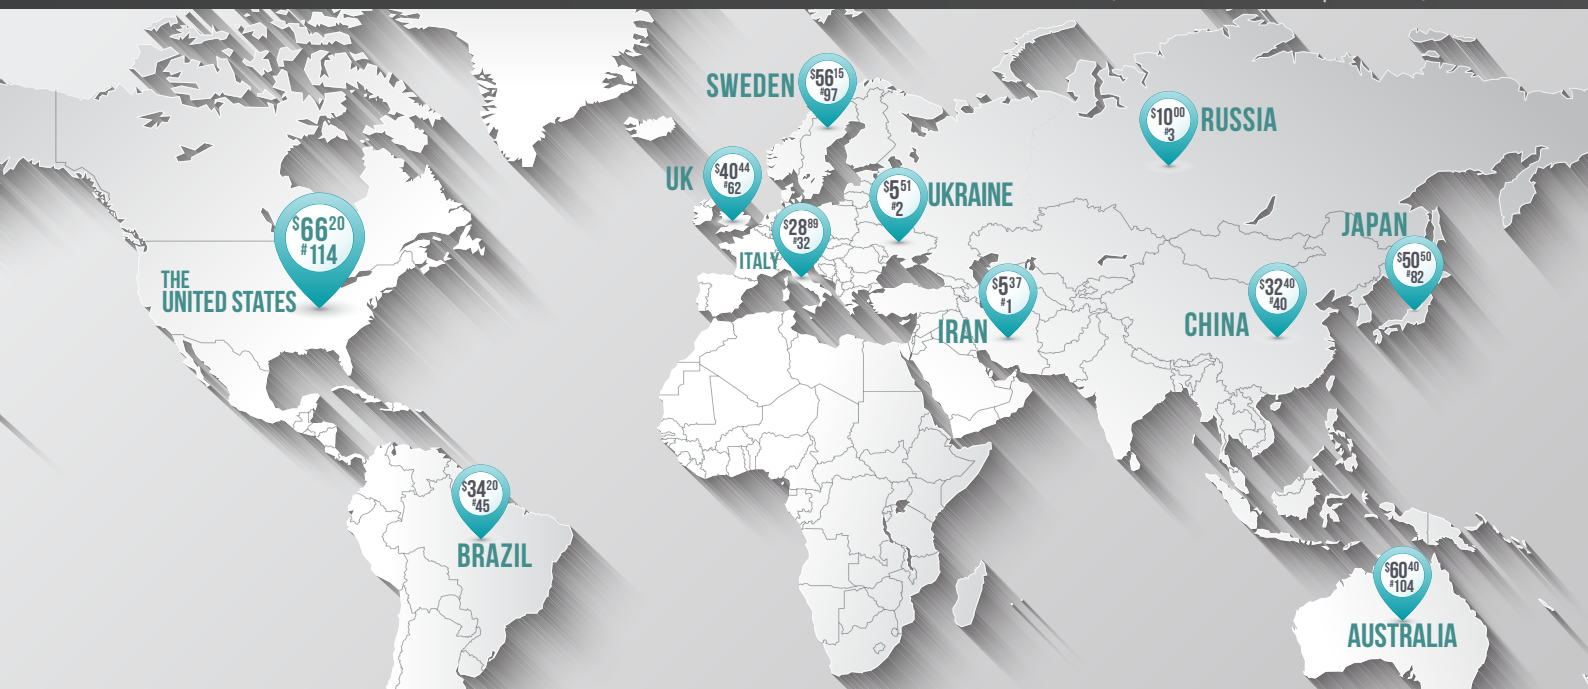 SWEDEN
$56 15
#97
$10 00
#3
RUSSIA
UK
$40 44
#62
$5 51
#2
UKRAINE
$66 20
#114
THE
UNITED STATES
$28 89
#32
ITALY
JAPAN
$50 50
#82
$5 37
#1
IRAN
$32 40
#40
CHINA
$34 20
#45
BRAZIL
$60 40
#104
AUSTRALIA